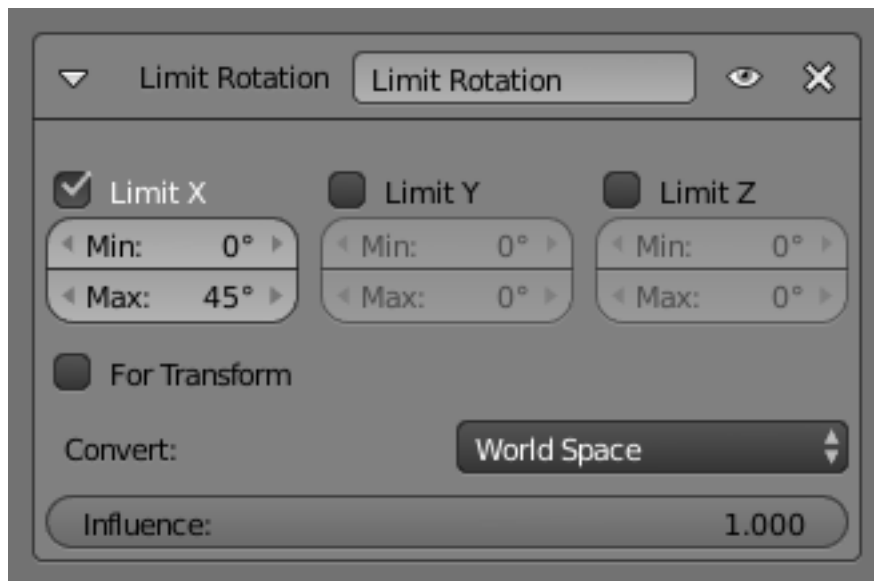 Limit Rotation Limit Rotation
Limit X Limit Y Limit Z
Min: 0° Min: 0° Min: 0°
Max: 45° Max: 0° Max: 0°
For Transform
Convert: World Space
Influence: 1.000